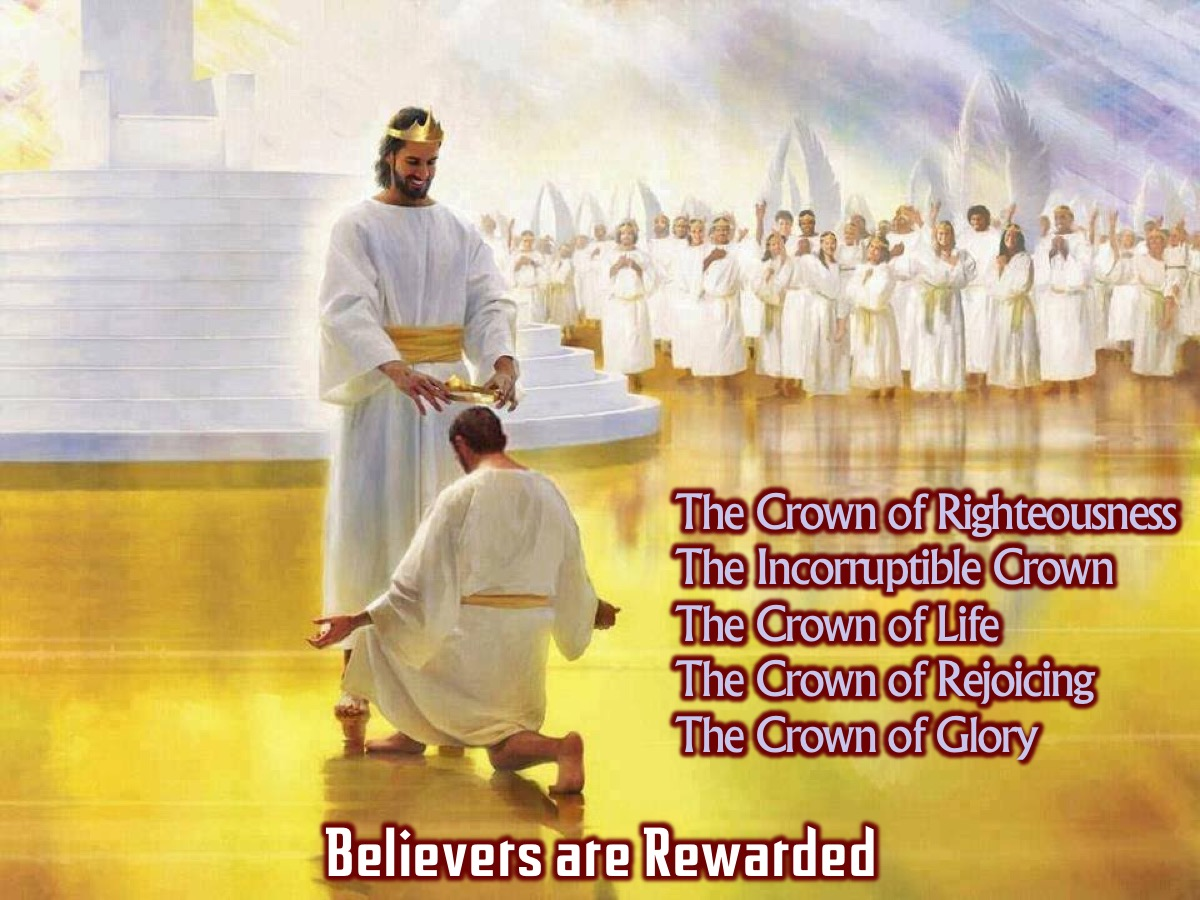 The Crown of Righteousness
The Incorruptible Crown
The Crown of Life
The Crown of Rejoicing
The Crown of Glory
Believers are Rewarded